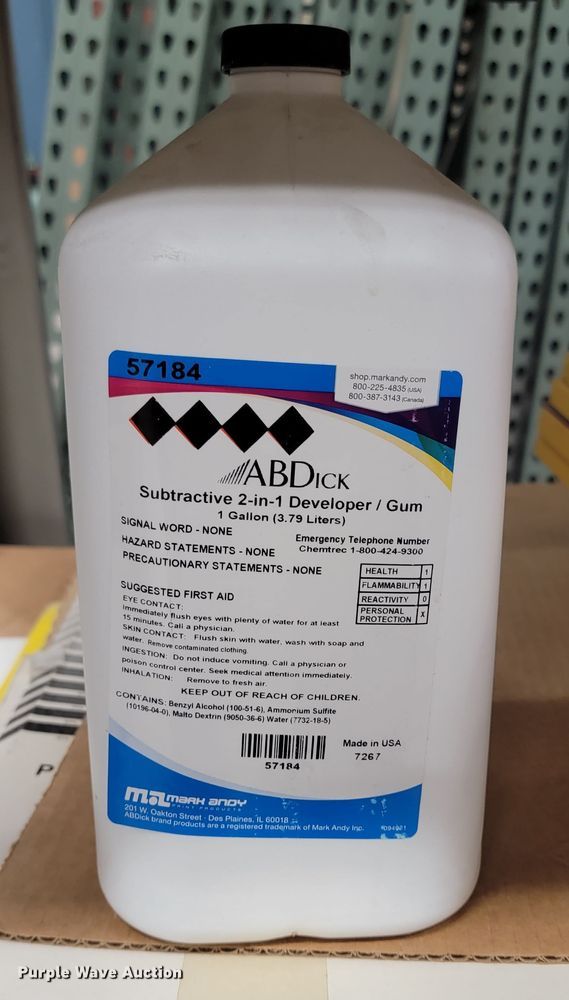 57184
shop.markandy.com
800-225-4835 (USA)
800-387-3143 (Canada)
ABDICK
Subtractive 2-in-1 Developer / Gum
1 Gallon (3.79 Liters)
SIGNAL WORD - NONE
Emergency Telephone Number
HAZARD STATEMENTS - NONE
Chemtrec 1-800-424-9300
PRECAUTIONARY STATEMENTS - NONE
HEALTH 1
FLAMMABILITY 1
REACTIVITY 0
PERSONAL
PROTECTION X
SUGGESTED FIRST AID
EYE CONTACT:
Immediately flush eyes with plenty of water for at least
15 minutes. Call a physician.
SKIN CONTACT: Flush skin with water, wash with soap and
water. Remove contaminated clothing.
INGESTION: Do not induce vomiting. Call a physician or
poison control center. Seek medical attention immediately.
INHALATION: Remove to fresh air.
KEEP OUT OF REACH OF CHILDREN.
CONTAINS: Benzyl Alcohol (100-51-6), Ammonium Sulfite
(10196-04-0), Malto Dextrin (9050-36-6) Water (7732-18-5)
57184
Made in USA
7267
mark andy
PRINT PRODUCTS
201 W. Oakton Street · Des Plaines, IL 60018
ABDick brand products are a registered trademark of Mark Andy Inc.
P
Purple Wave Auction